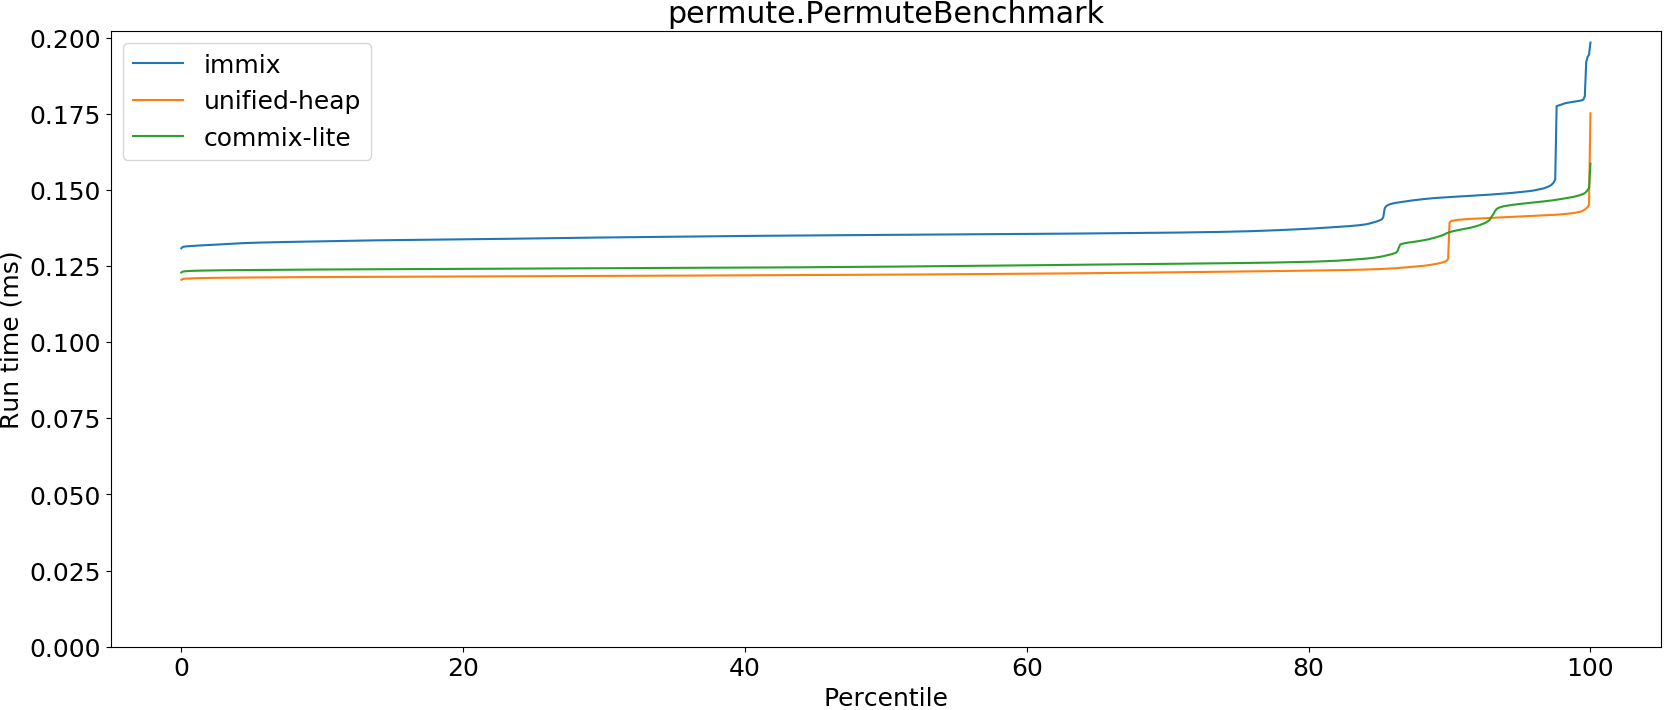 permute.PermuteBenchmark
0.200
0.175
0.150
0.125
0.100
0.075
0.050
0.025
0.000
Run time (ms)
immix
unified-heap
commix-lite
0 20 40 60 80 100
Percentile